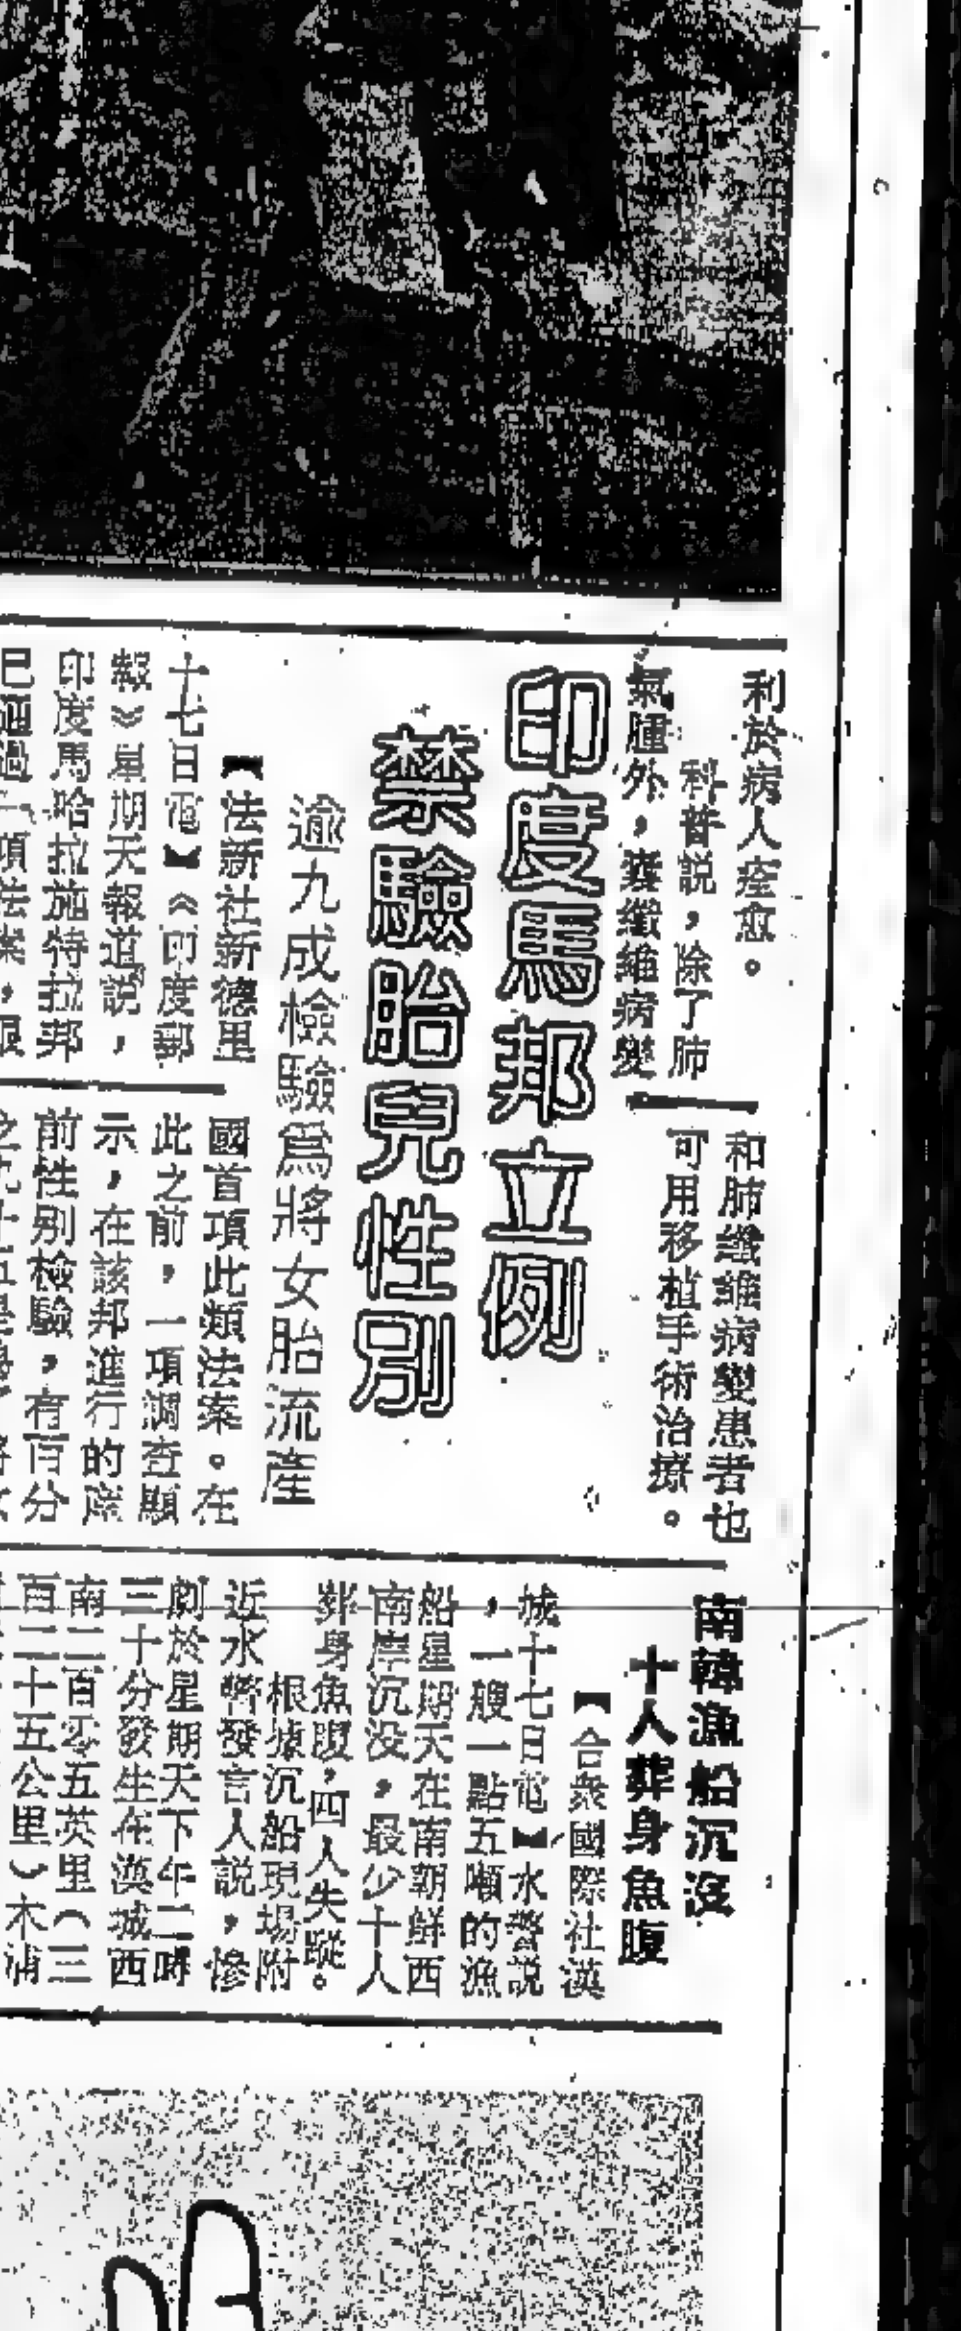 利於病人痊愈。
科普説，除了肺
氣腫外，囊纖維病變
和肺纖維病變患者也
可用移植手術治療。
印度馬邦立例
禁驗胎兒性別
逾九成檢驗爲將女胎流產
【法新社新德里
十七日電】《印度郵
報》星期天報道説，
印度馬哈拉施特拉邦
已通過一項法案，
國首項此類法案。在
此之前，一項調查顯
示，在該邦進行的產
前性别檢驗，有百分
南韓漁船沉沒
十人葬身魚腹
【合衆國際社漢
城十七日電】水警説
，一艘一點五噸的漁
船星期天在南朝鮮西
南岸沉没，最少十人
葬身魚腹，四人失蹤。
根據沉船現場附
近水警發言人説，慘
劇於星期天下午二時
三十分發生在漢城西
南二百零五英里（三
百二十五公里）木浦